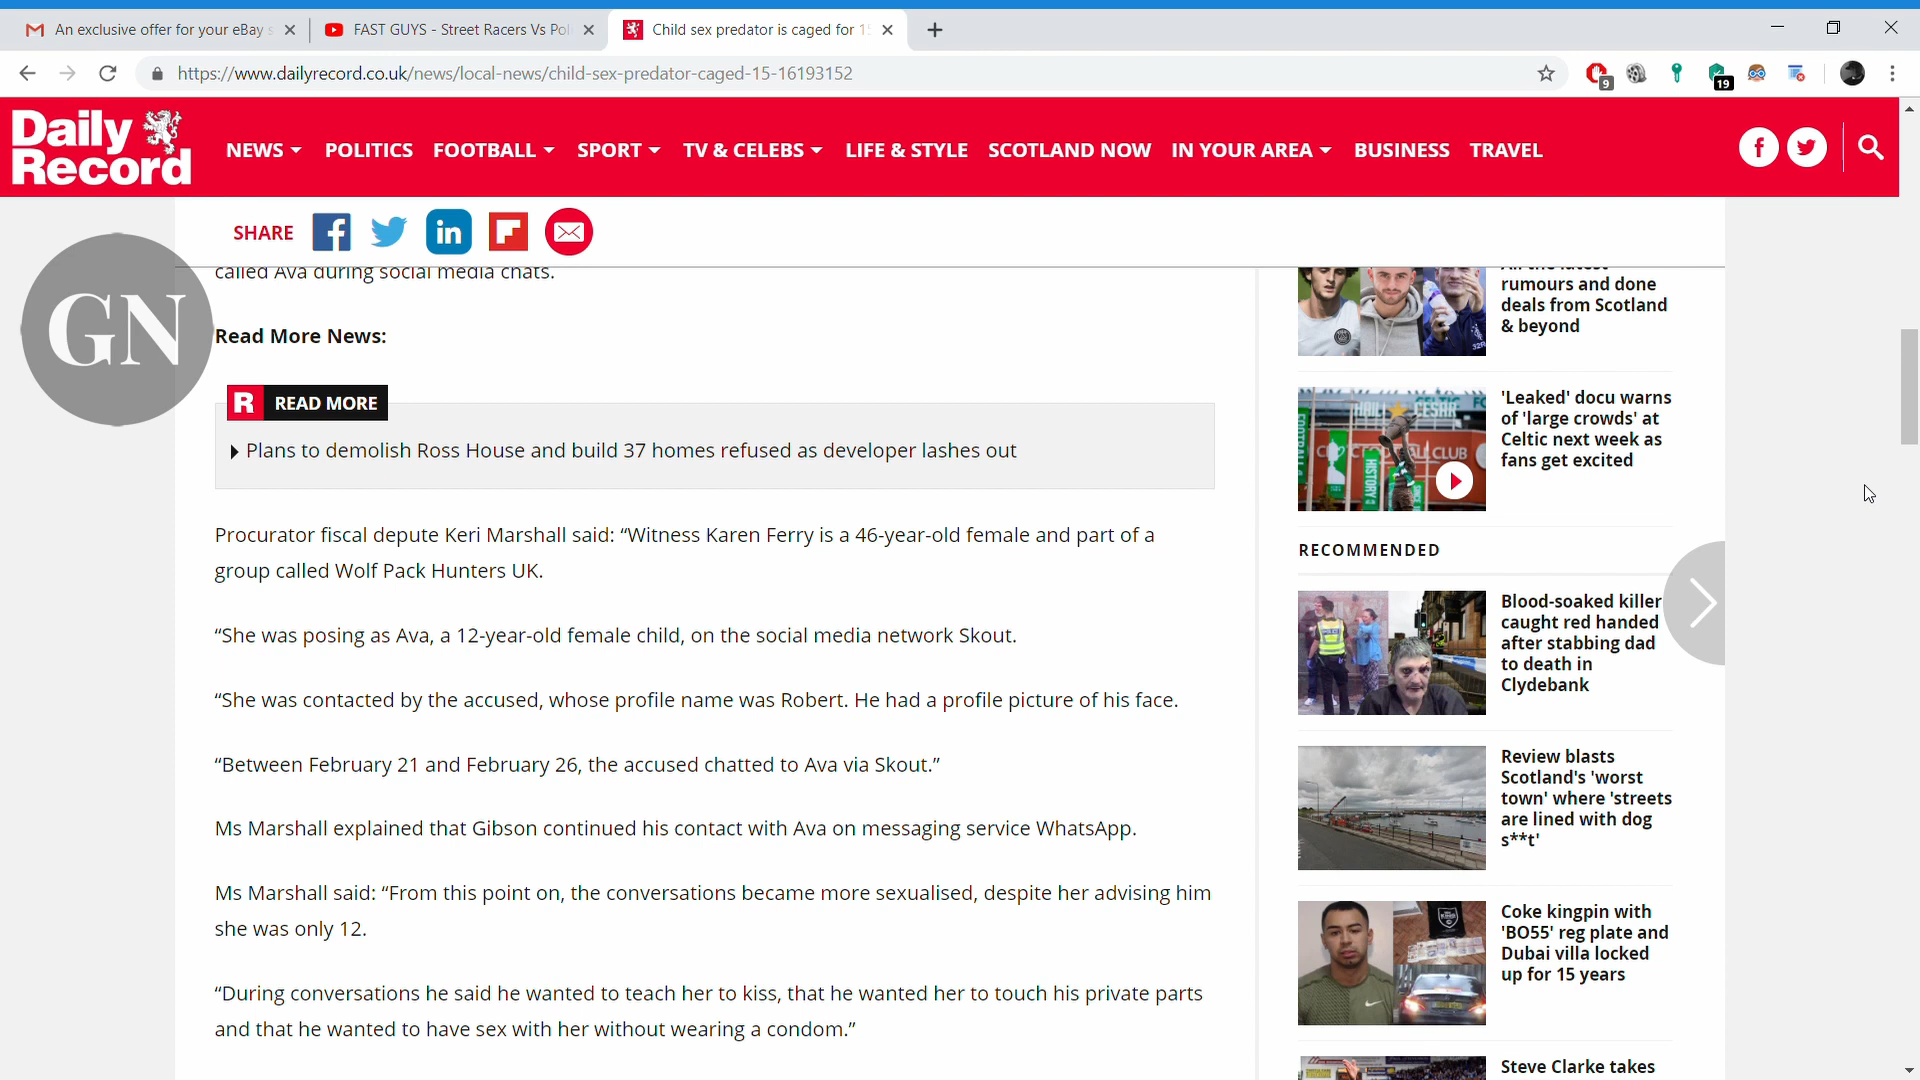 An exclusive offer for your eBay s
FAST GUYS - Street Racers Vs Pol
Child sex predator is caged for 15
https://www.dailyrecord.co.uk/news/local-news/child-sex-predator-caged-15-16193152
9
19
Daily
Record
NEWS
POLITICS
FOOTBALL
SPORT
TV & CELEBS
LIFE & STYLE
SCOTLAND NOW
IN YOUR AREA
BUSINESS
TRAVEL
SHARE
GN
called Ava during social media chats.
Read More News:
R READ MORE
Plans to demolish Ross House and build 37 homes refused as developer lashes out
Procurator fiscal depute Keri Marshall said: “Witness Karen Ferry is a 46-year-old female and part of a
group called Wolf Pack Hunters UK.
“She was posing as Ava, a 12-year-old female child, on the social media network Skout.
“She was contacted by the accused, whose profile name was Robert. He had a profile picture of his face.
“Between February 21 and February 26, the accused chatted to Ava via Skout.”
Ms Marshall explained that Gibson continued his contact with Ava on messaging service WhatsApp.
Ms Marshall said: “From this point on, the conversations became more sexualised, despite her advising him
she was only 12.
“During conversations he said he wanted to teach her to kiss, that he wanted her to touch his private parts
and that he wanted to have sex with her without wearing a condom.”
All the latest
rumours and done
deals from Scotland
& beyond
'Leaked' docu warns
of 'large crowds' at
Celtic next week as
fans get excited
RECOMMENDED
Blood-soaked killer
caught red handed
after stabbing dad
to death in
Clydebank
Review blasts
Scotland's 'worst
town' where 'streets
are lined with dog
s**t'
Coke kingpin with
'BO55' reg plate and
Dubai villa locked
up for 15 years
Steve Clarke takes
HAIL CESAR
HISTORY